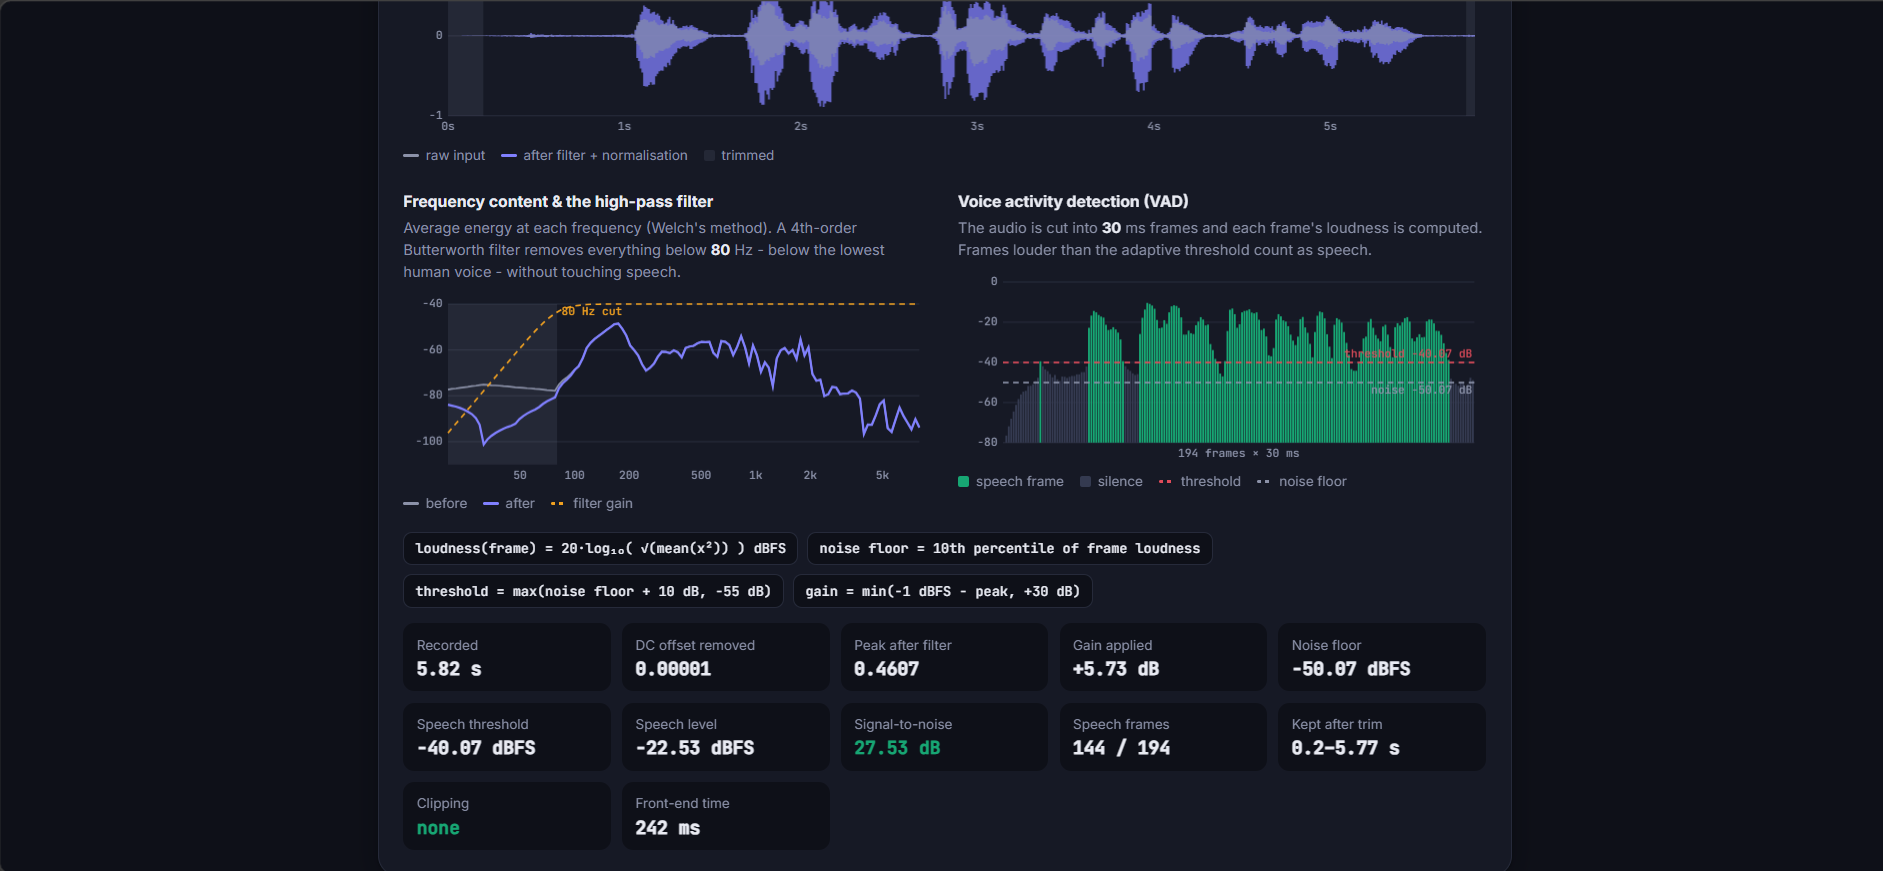 0
-1
0s 1s 2s 3s 4s 5s
raw input after filter + normalisation trimmed
Frequency content & the high-pass filter
Average energy at each frequency (Welch's method). A 4th-order
Butterworth filter removes everything below 80 Hz - below the lowest
human voice - without touching speech.
-40
80 Hz cut
-60
-80
-100
50 100 200 500 1k 2k 5k
before after filter gain
Voice activity detection (VAD)
The audio is cut into 30 ms frames and each frame's loudness is computed.
Frames louder than the adaptive threshold count as speech.
0
-20
threshold -40.07 dB
-40
noise -50.07 dB
-60
-80
194 frames × 30 ms
speech frame silence threshold noise floor
loudness(frame) = 20·log₁₀( √(mean(x²)) ) dBFS
noise floor = 10th percentile of frame loudness
threshold = max(noise floor + 10 dB, -55 dB)
gain = min(-1 dBFS - peak, +30 dB)
Recorded
5.82 s
DC offset removed
0.00001
Peak after filter
0.4607
Gain applied
+5.73 dB
Noise floor
-50.07 dBFS
Speech threshold
-40.07 dBFS
Speech level
-22.53 dBFS
Signal-to-noise
27.53 dB
Speech frames
144 / 194
Kept after trim
0.2–5.77 s
Clipping
none
Front-end time
242 ms